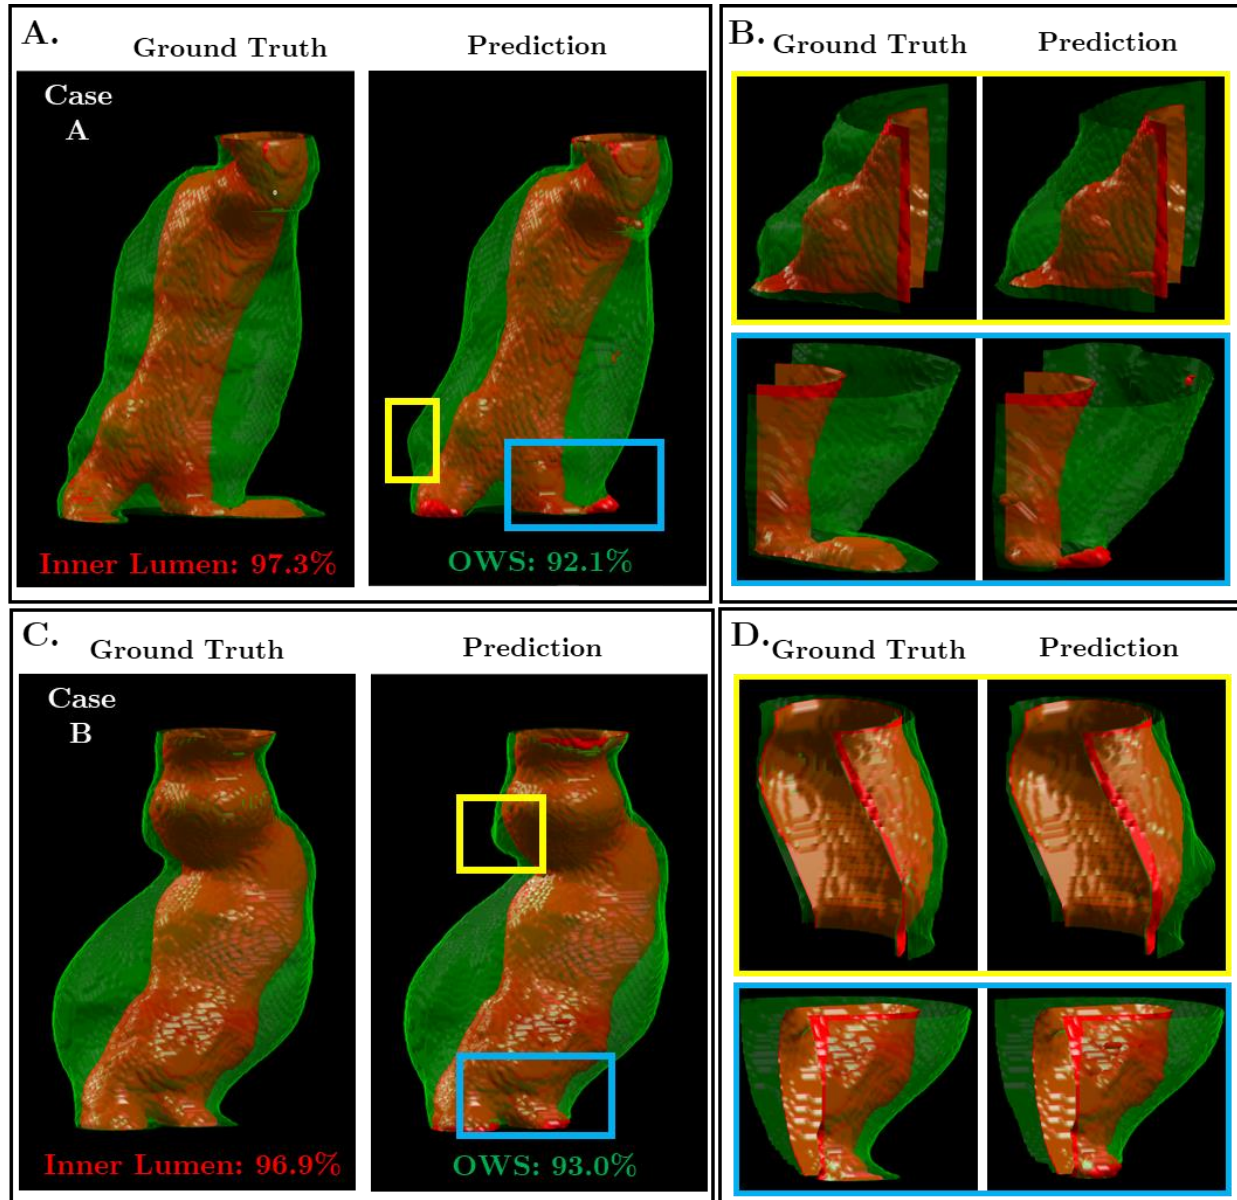 A.
Ground Truth
Prediction
Case
A
Inner Lumen: 97.3%
OWS: 92.1%
B.
Ground Truth
Prediction
C.
Ground Truth
Prediction
Case
B
Inner Lumen: 96.9%
OWS: 93.0%
D.
Ground Truth
Prediction